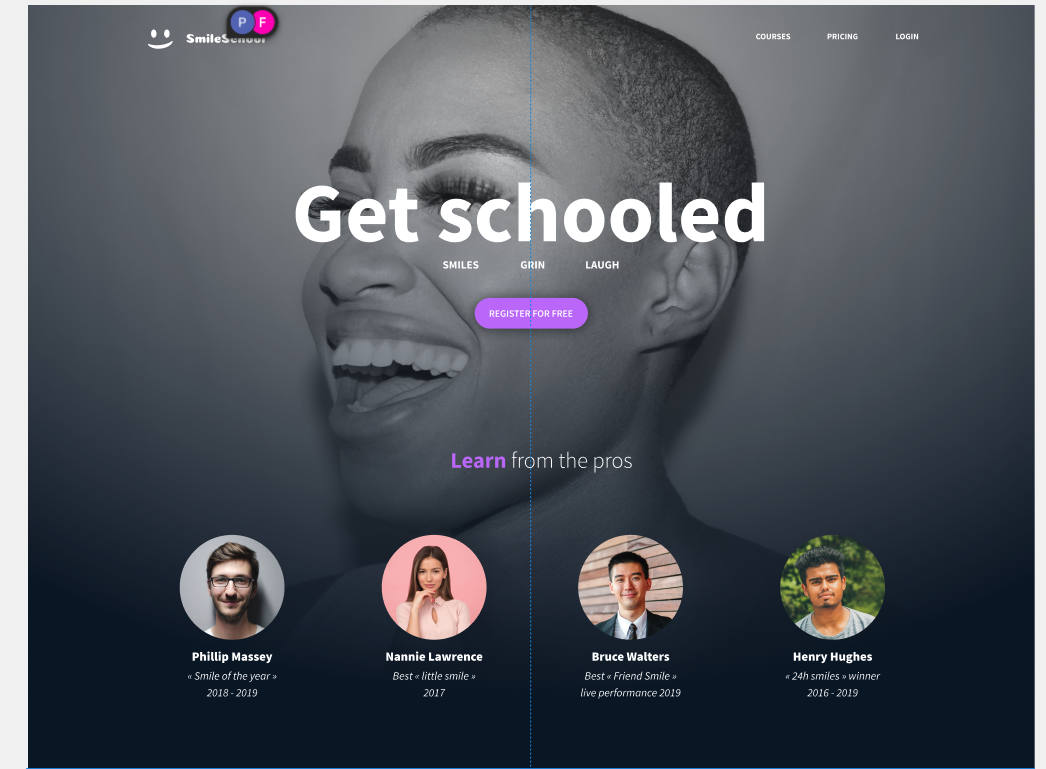 P F
SmileSchool
COURSES PRICING LOGIN
Get schooled
SMILES GRIN LAUGH
REGISTER FOR FREE
Learn from the pros
Phillip Massey Nannie Lawrence Bruce Walters Henry Hughes
« Smile of the year » Best « little smile » Best « Friend Smile » « 24h smiles » winner
2018 - 2019 2017 live performance 2019 2016 - 2019